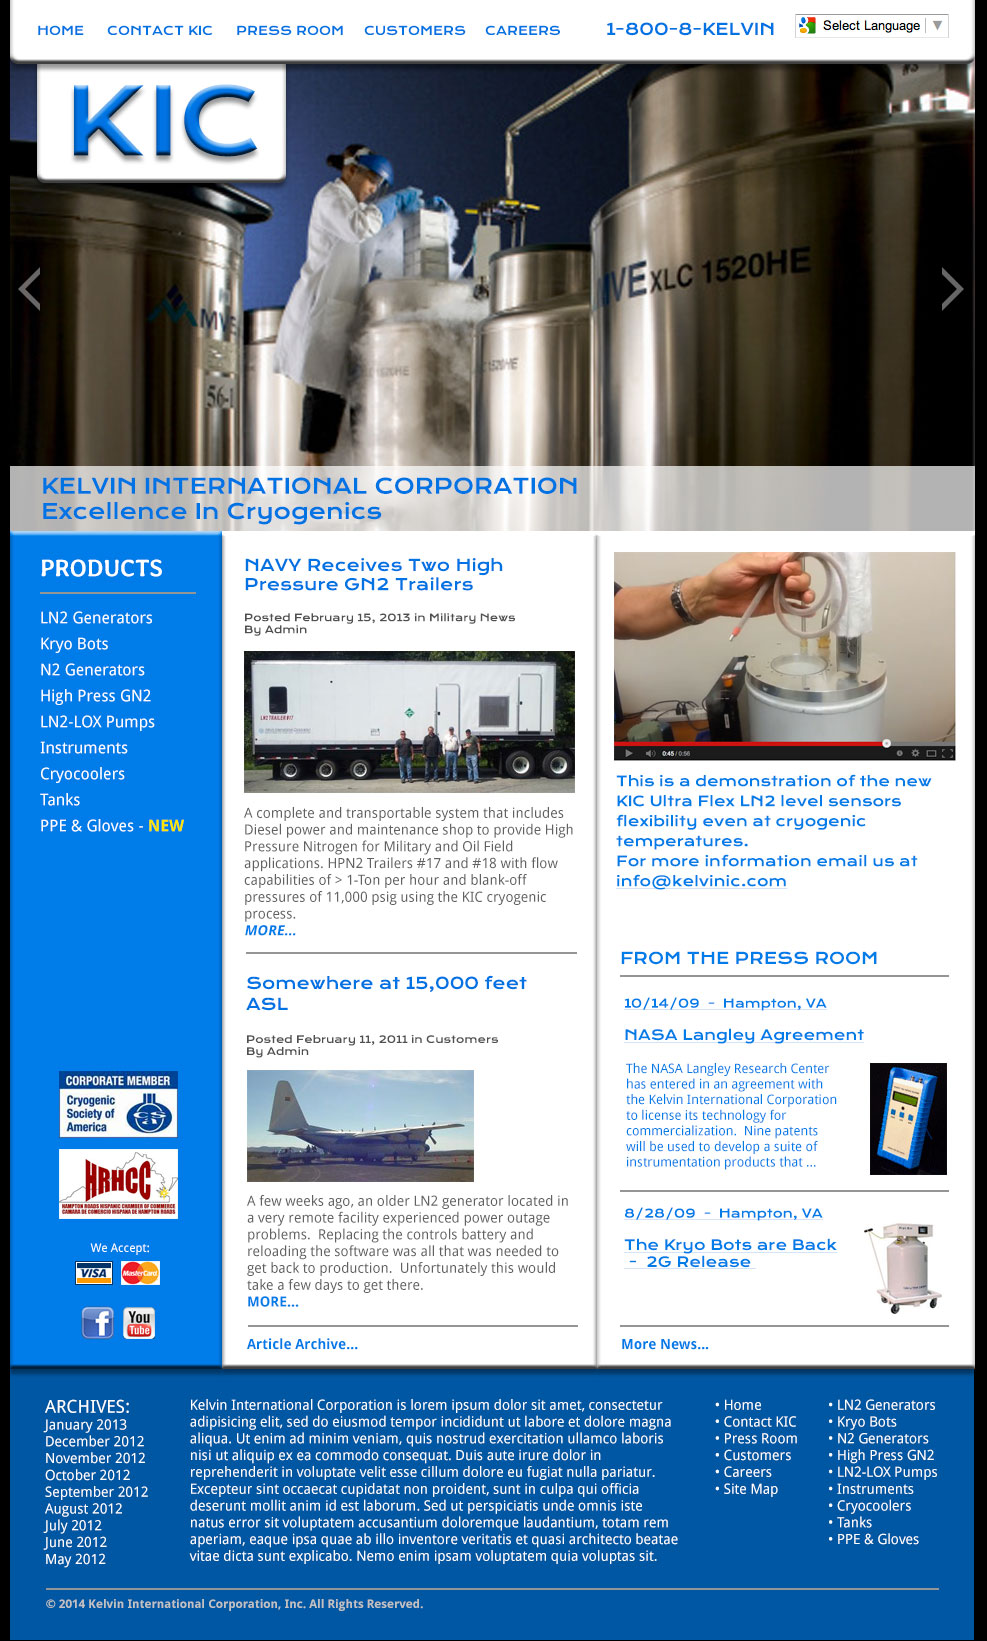 HOME CONTACT KIC PRESS ROOM CUSTOMERS CAREERS 1-800-8-KELVIN Select Language
KIC
MVE
56-1
1520HE
MVE XLC 1520HE
KELVIN INTERNATIONAL CORPORATION
Excellence In Cryogenics
PRODUCTS
LN2 Generators
Kryo Bots
N2 Generators
High Press GN2
LN2-LOX Pumps
Instruments
Cryocoolers
Tanks
PPE & Gloves - NEW
CORPORATE MEMBER
Cryogenic
Society of
America
CSA
HRHCC
HAMPTON ROADS HISPANIC CHAMBER OF COMMERCE
CAMARA DE COMERCIO HISPANA DE HAMPTON ROADS
We Accept:
VISA MasterCard
f You Tube
NAVY Receives Two High
Pressure GN2 Trailers
Posted February 15, 2013 in Military News
By Admin
A complete and transportable system that includes
Diesel power and maintenance shop to provide High
Pressure Nitrogen for Military and Oil Field
applications. HPN2 Trailers #17 and #18 with flow
capabilities of > 1-Ton per hour and blank-off
pressures of 11,000 psig using the KIC cryogenic
process.
MORE...
Somewhere at 15,000 feet
ASL
Posted February 11, 2011 in Customers
By Admin
A few weeks ago, an older LN2 generator located in
a very remote facility experienced power outage
problems.  Replacing the controls battery and
reloading the software was all that was needed to
get back to production.  Unfortunately this would
take a few days to get there.
MORE...
Article Archive...
0:45 / 0:58
This is a demonstration of the new
KIC Ultra Flex LN2 level sensors
flexibility even at cryogenic
temperatures.
For more information email us at
info@kelvinic.com
FROM THE PRESS ROOM
10/14/09 - Hampton, VA
NASA Langley Agreement
The NASA Langley Research Center
has entered in an agreement with
the Kelvin International Corporation
to license its technology for
commercialization.  Nine patents
will be used to develop a suite of
instrumentation products that ...
8/28/09 - Hampton, VA
The Kryo Bots are Back
- 2G Release
More News...
ARCHIVES:
January 2013
December 2012
November 2012
October 2012
September 2012
August 2012
July 2012
June 2012
May 2012
Kelvin International Corporation is lorem ipsum dolor sit amet, consectetur
adipisicing elit, sed do eiusmod tempor incididunt ut labore et dolore magna
aliqua. Ut enim ad minim veniam, quis nostrud exercitation ullamco laboris
nisi ut aliquip ex ea commodo consequat. Duis aute irure dolor in
reprehenderit in voluptate velit esse cillum dolore eu fugiat nulla pariatur.
Excepteur sint occaecat cupidatat non proident, sunt in culpa qui officia
deserunt mollit anim id est laborum. Sed ut perspiciatis unde omnis iste
natus error sit voluptatem accusantium doloremque laudantium, totam rem
aperiam, eaque ipsa quae ab illo inventore veritatis et quasi architecto beatae
vitae dicta sunt explicabo. Nemo enim ipsam voluptatem quia voluptas sit.
• Home
• Contact KIC
• Press Room
• Customers
• Careers
• Site Map
• LN2 Generators
• Kryo Bots
• N2 Generators
• High Press GN2
• LN2-LOX Pumps
• Instruments
• Cryocoolers
• Tanks
• PPE & Gloves
© 2014 Kelvin International Corporation, Inc. All Rights Reserved.